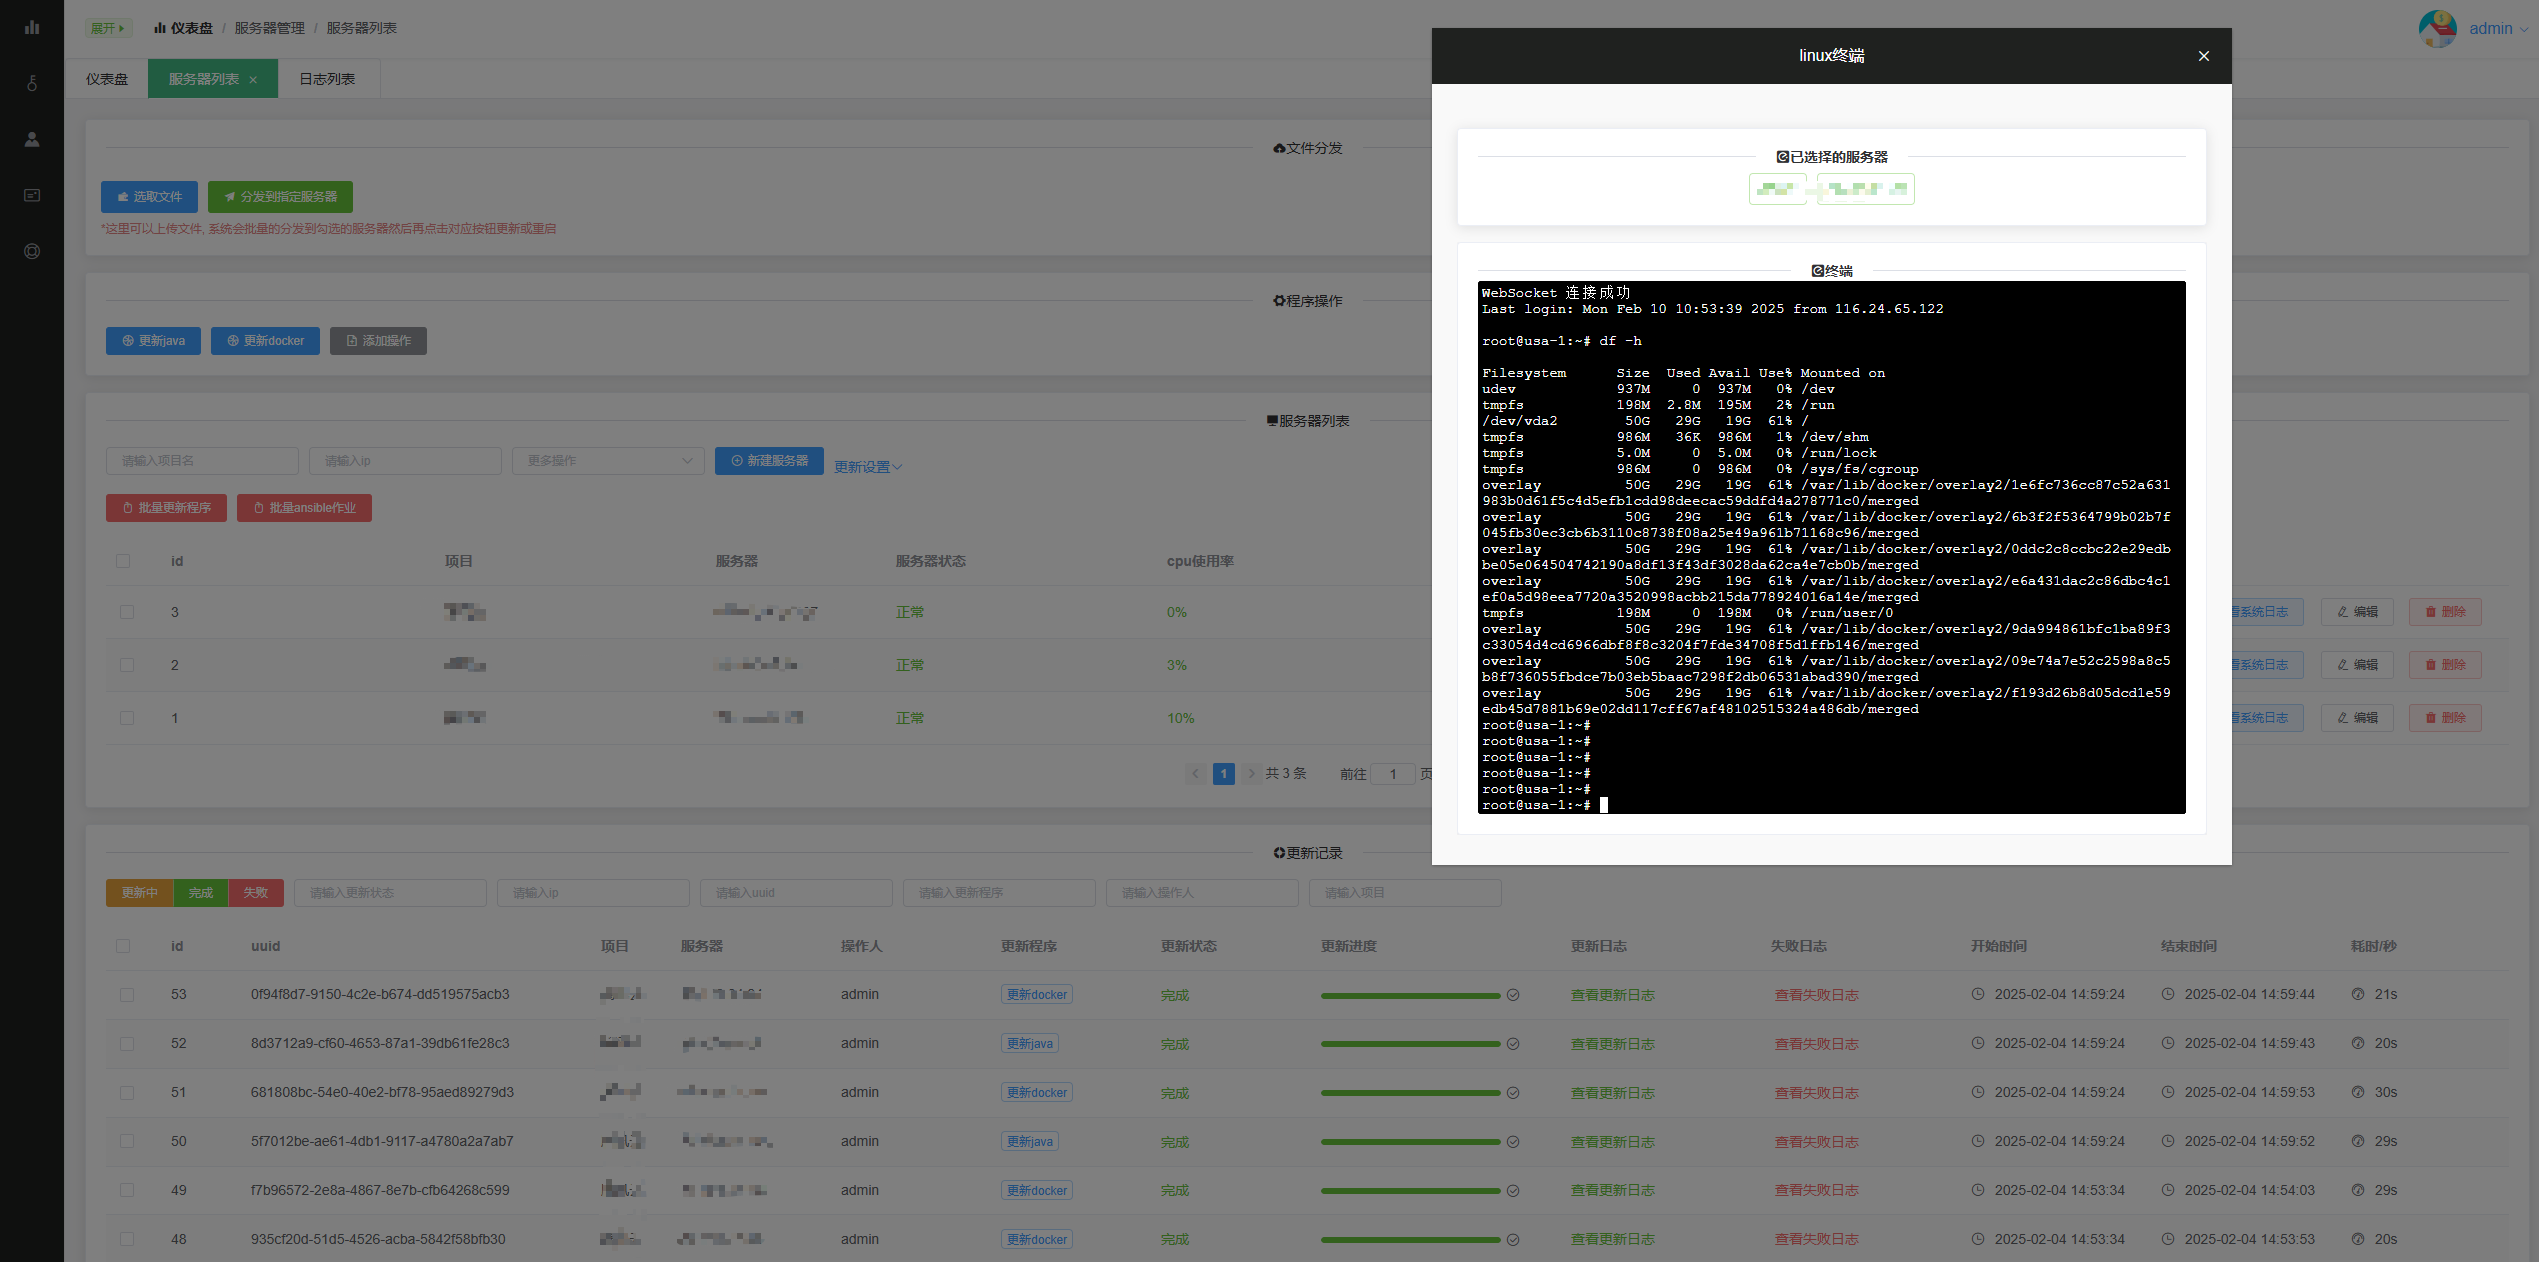 展开
仪表盘 / 服务器管理 / 服务器列表
admin
仪表盘
服务器列表
日志列表
文件分发
选取文件
分发到指定服务器
*这里可以上传文件, 系统会批量的分发到勾选的服务器然后再点击对应按钮更新或重启
程序操作
更新java
更新docker
添加操作
服务器列表
请输入项目名
请输入ip
更多操作
新建服务器
更新设置
批量更新程序
批量ansible作业
id 项目 服务器 服务器状态 cpu使用率
3 正常 0% 看系统日志 编辑 删除
2 正常 3% 看系统日志 编辑 删除
1 正常 10% 看系统日志 编辑 删除
1 共 3 条 前往 1 页
linux终端
已选择的服务器
终端
WebSocket 连接成功
Last login: Mon Feb 10 10:53:39 2025 from 116.24.65.122
root@usa-1:~# df -h
Filesystem Size Used Avail Use% Mounted on
udev 937M 0 937M 0% /dev
tmpfs 198M 2.8M 195M 2% /run
/dev/vda2 50G 29G 19G 61% /
tmpfs 986M 36K 986M 1% /dev/shm
tmpfs 5.0M 0 5.0M 0% /run/lock
tmpfs 986M 0 986M 0% /sys/fs/cgroup
overlay 50G 29G 19G 61% /var/lib/docker/overlay2/1e6fc736cc87c52a631
983b0d61f5c4d5efb1cdd98deecac59ddfd4a278771c0/merged
overlay 50G 29G 19G 61% /var/lib/docker/overlay2/6b3f2f5364799b02b7f
045fb30ec3cb6b3110c8738f08a25e49a961b71168c96/merged
overlay 50G 29G 19G 61% /var/lib/docker/overlay2/0ddc2c8ccbc22e29edb
be05e064504742190a8df13f43df3028da62ca4e7cb0b/merged
overlay 50G 29G 19G 61% /var/lib/docker/overlay2/e6a431dac2c86dbc4c1
ef0a5d98eea7720a3520998acbb215da778924016a14e/merged
tmpfs 198M 0 198M 0% /run/user/0
overlay 50G 29G 19G 61% /var/lib/docker/overlay2/9da994861bfc1ba89f3
c33054d4cd6966dbf8f8c3204f7fde34708f5d1ffb146/merged
overlay 50G 29G 19G 61% /var/lib/docker/overlay2/09e74a7e52c2598a8c5
b8f736055fbdce7b03eb5baac7298f2db06531abad390/merged
overlay 50G 29G 19G 61% /var/lib/docker/overlay2/f193d26b8d05dcd1e59
edb45d7881b69e02dd117cff67af48102515324a486db/merged
root@usa-1:~#
root@usa-1:~#
root@usa-1:~#
root@usa-1:~#
root@usa-1:~#
root@usa-1:~#
更新记录
更新中 完成 失败
请输入更新状态
请输入ip
请输入uuid
请输入更新程序
请输入操作人
请输入项目
id uuid 项目 服务器 操作人 更新程序 更新状态 更新进度 更新日志 失败日志 开始时间 结束时间 耗时/秒
53 0f94f8d7-9150-4c2e-b674-dd519575acb3 admin 更新docker 完成 查看更新日志 查看失败日志 2025-02-04 14:59:24 2025-02-04 14:59:44 21s
52 8d3712a9-cf60-4653-87a1-39db61fe28c3 admin 更新java 完成 查看更新日志 查看失败日志 2025-02-04 14:59:24 2025-02-04 14:59:43 20s
51 681808bc-54e0-40e2-bf78-95aed89279d3 admin 更新docker 完成 查看更新日志 查看失败日志 2025-02-04 14:59:24 2025-02-04 14:59:53 30s
50 5f7012be-ae61-4db1-9117-a4780a2a7ab7 admin 更新java 完成 查看更新日志 查看失败日志 2025-02-04 14:59:24 2025-02-04 14:59:52 29s
49 f7b96572-2e8a-4867-8e7b-cfb64268c599 admin 更新docker 完成 查看更新日志 查看失败日志 2025-02-04 14:53:34 2025-02-04 14:54:03 29s
48 935cf20d-51d5-4526-acba-5842f58bfb30 admin 更新docker 完成 查看更新日志 查看失败日志 2025-02-04 14:53:34 2025-02-04 14:53:53 20s